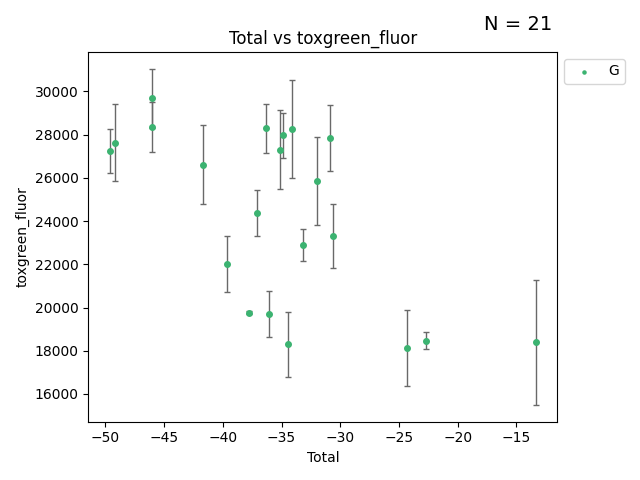 N = 21
Total vs toxgreen_fluor
G
toxgreen_fluor
30000
28000
26000
24000
22000
20000
18000
16000
−50 −45 −40 −35 −30 −25 −20 −15
Total